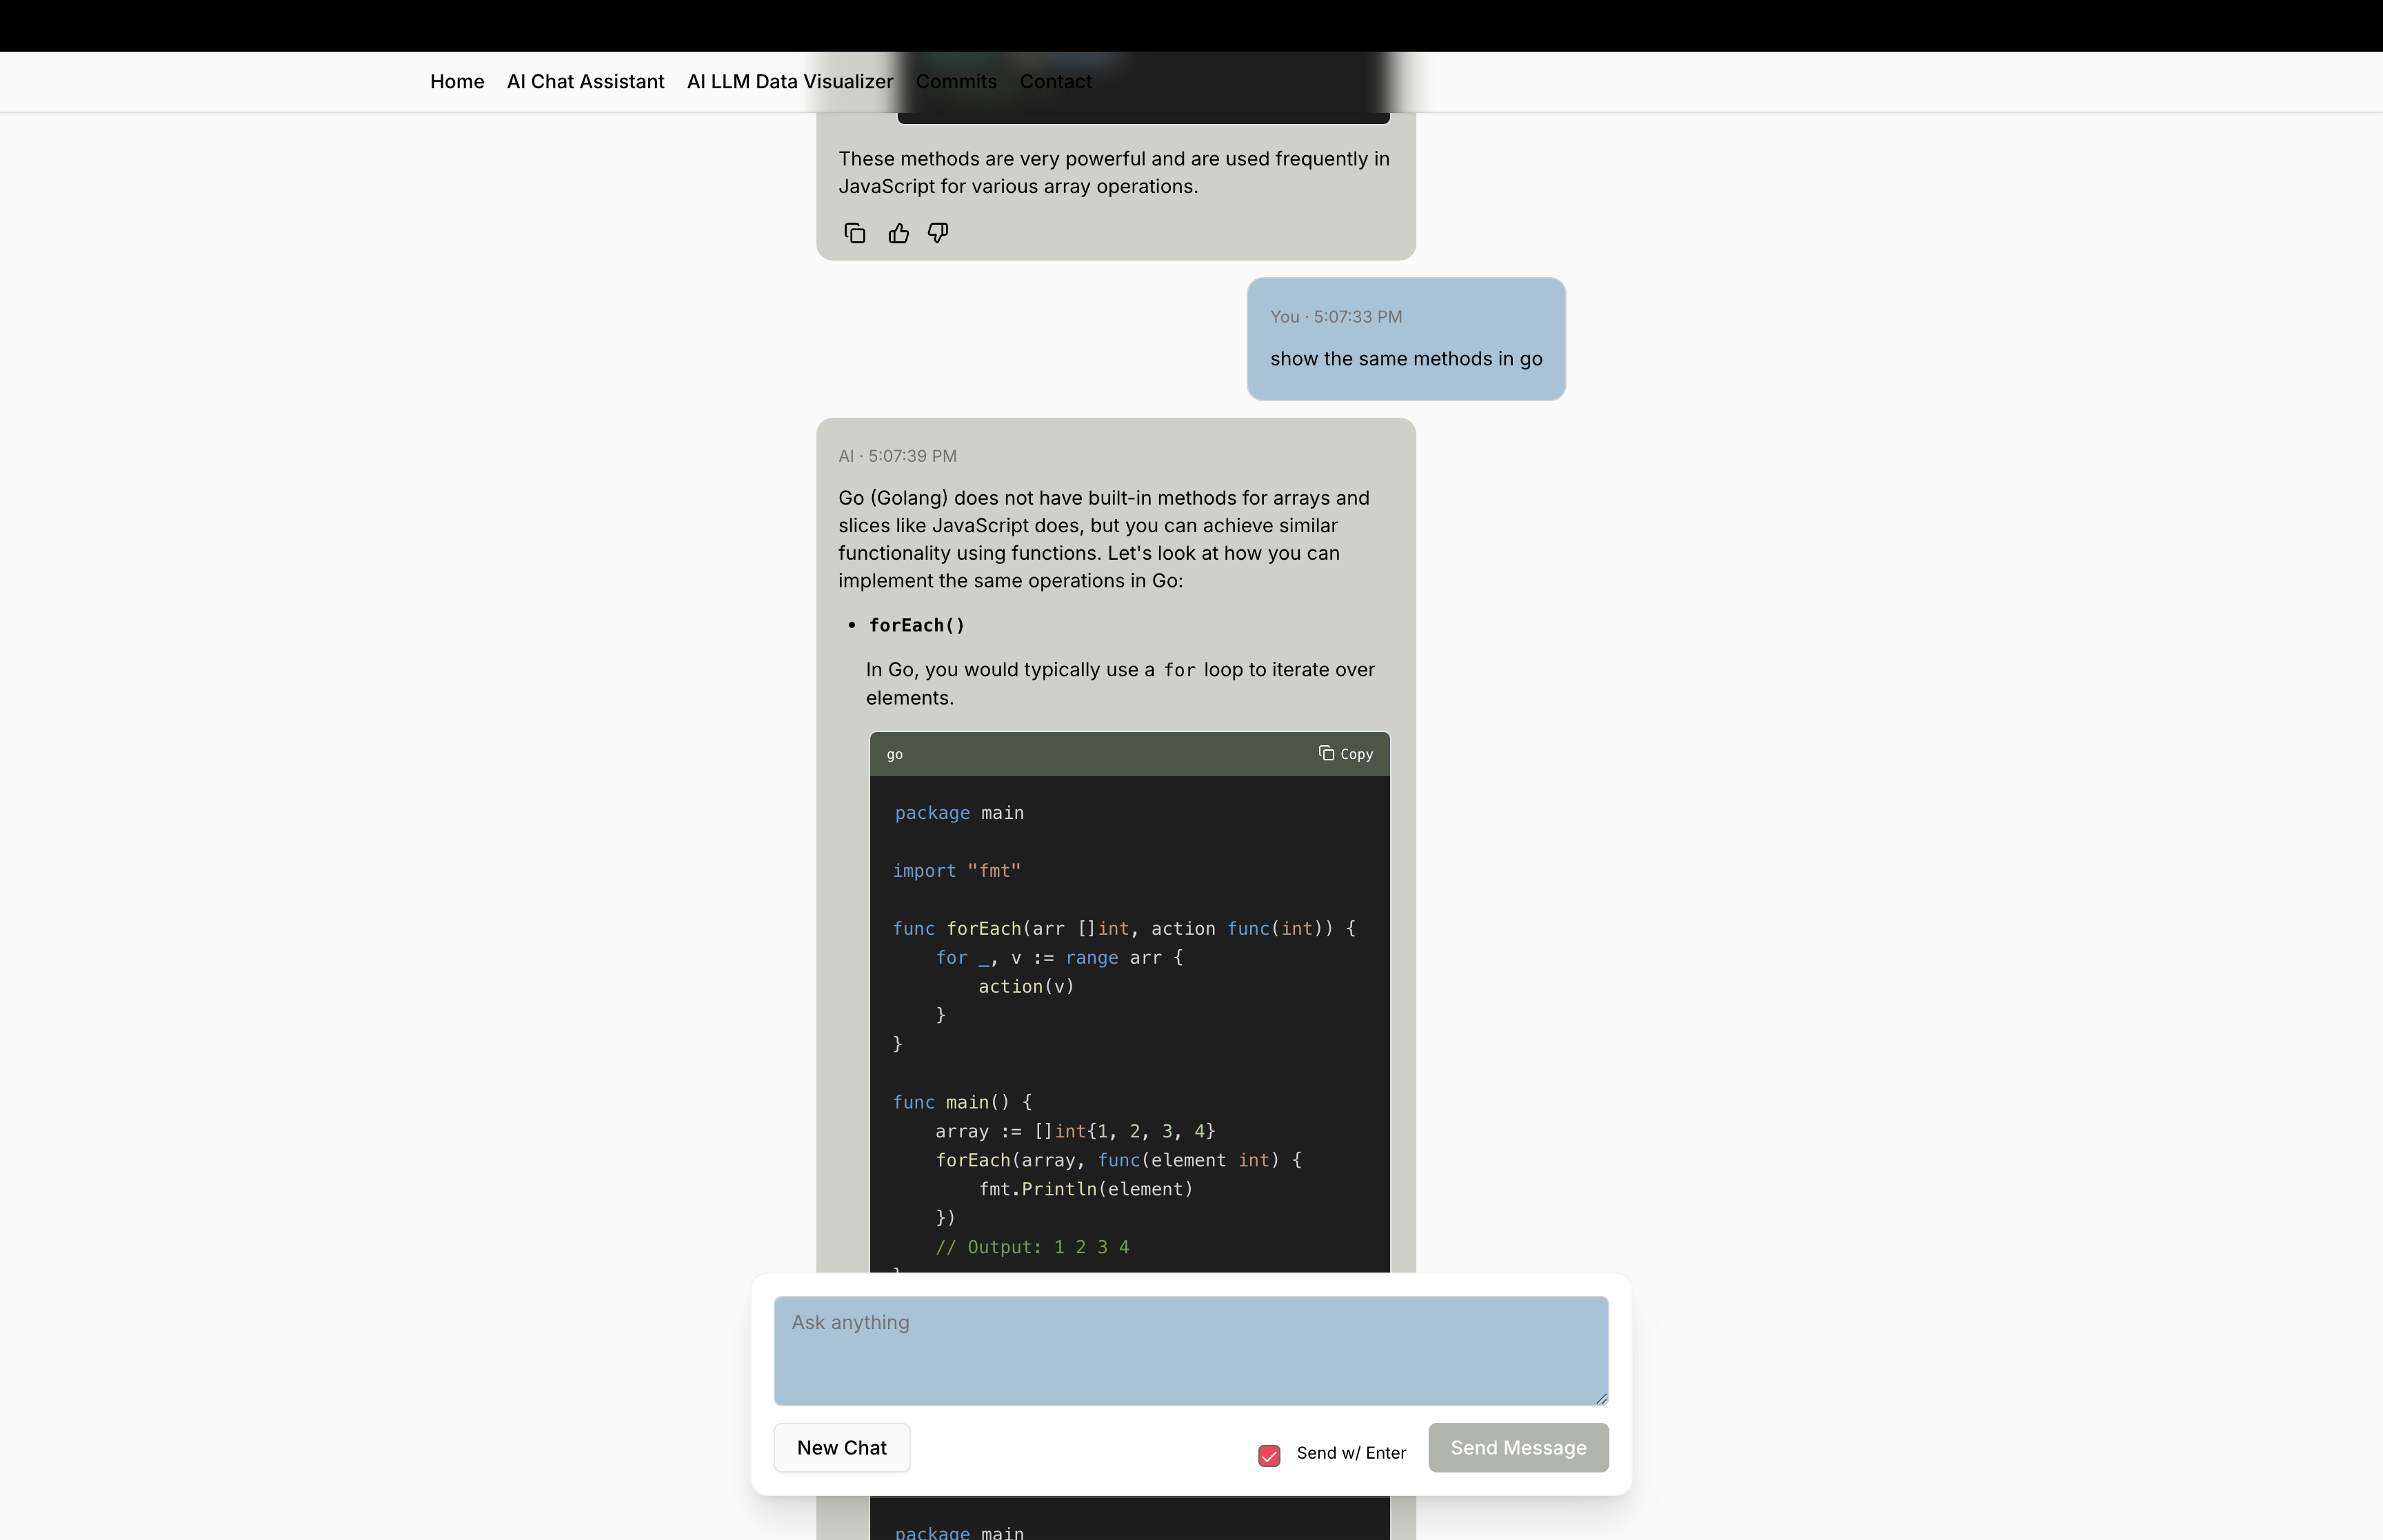 Home AI Chat Assistant AI LLM Data Visualizer Commits Contact
These methods are very powerful and are used frequently in
JavaScript for various array operations.
You · 5:07:33 PM
show the same methods in go
AI · 5:07:39 PM
Go (Golang) does not have built-in methods for arrays and
slices like JavaScript does, but you can achieve similar
functionality using functions. Let's look at how you can
implement the same operations in Go:
• forEach()
In Go, you would typically use a for loop to iterate over
elements.
go Copy
package main
import "fmt"
func forEach(arr []int, action func(int)) {
    for _, v := range arr {
        action(v)
    }
}
func main() {
    array := []int{1, 2, 3, 4}
    forEach(array, func(element int) {
        fmt.Println(element)
    })
    // Output: 1 2 3 4
}
Ask anything
New Chat Send w/ Enter Send Message
package main